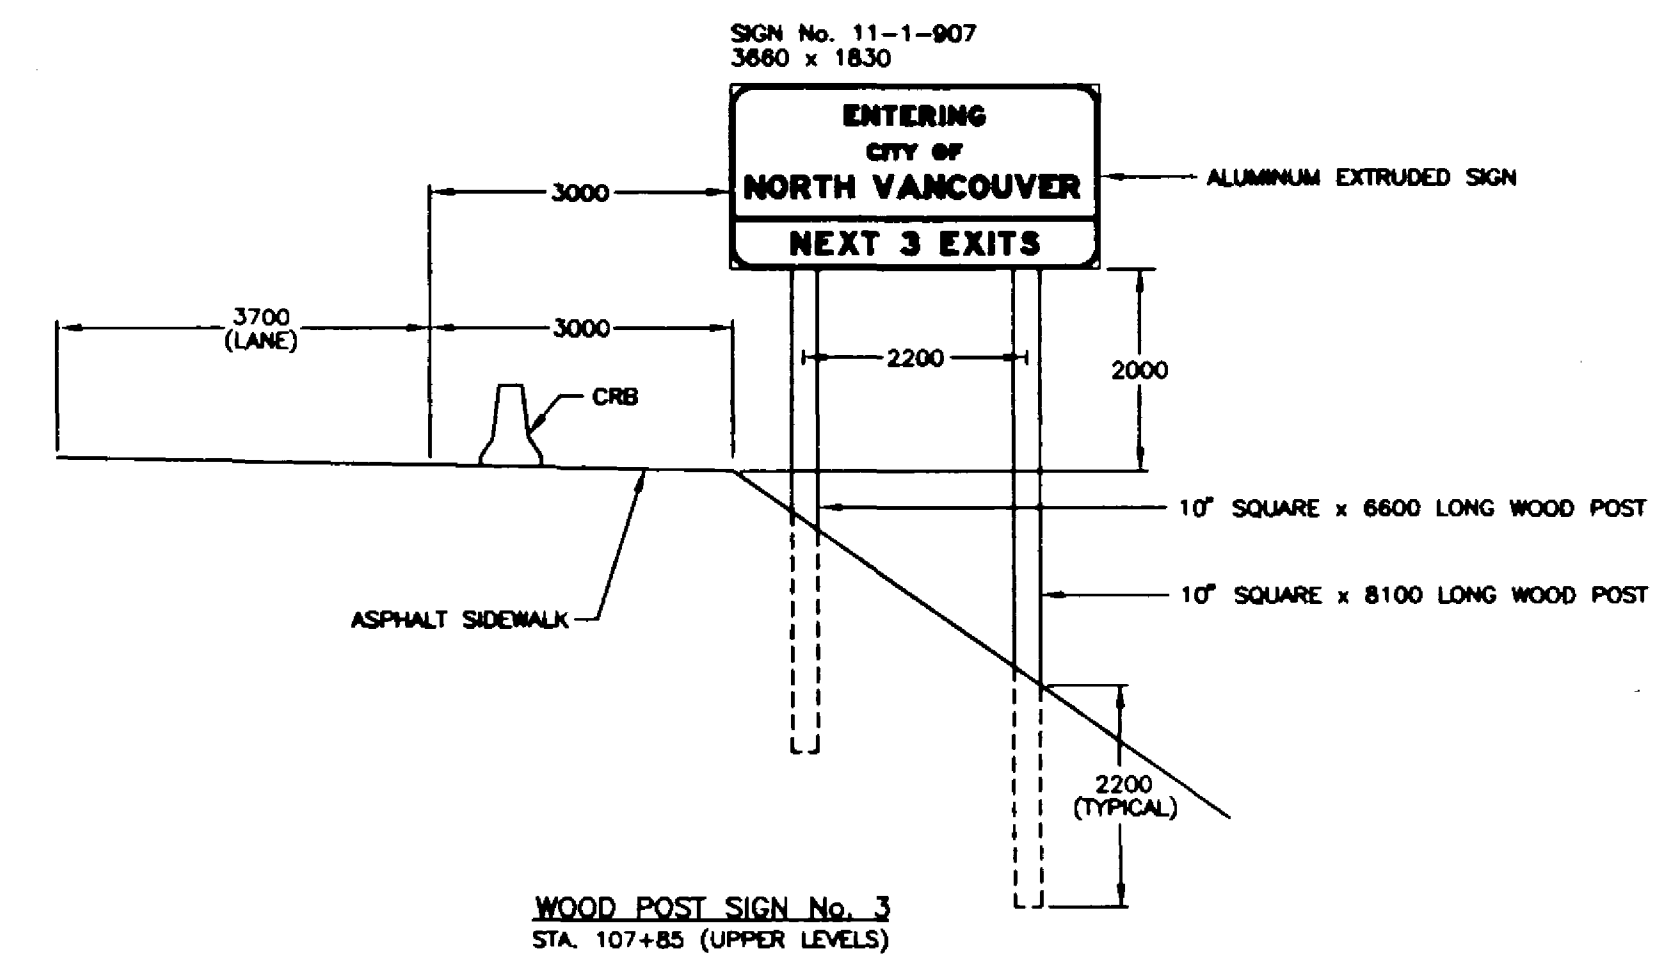 SIGN No. 11-1-907
3660 x 1830
ENTERING
CITY OF
NORTH VANCOUVER
NEXT 3 EXITS
ALUMINUM EXTRUDED SIGN
3000
3700
(LANE)
3000
2200
2000
CRB
10" SQUARE x 6600 LONG WOOD POST
10" SQUARE x 8100 LONG WOOD POST
ASPHALT SIDEWALK
2200
(TYPICAL)
WOOD POST SIGN No. 3
STA. 107+85 (UPPER LEVELS)